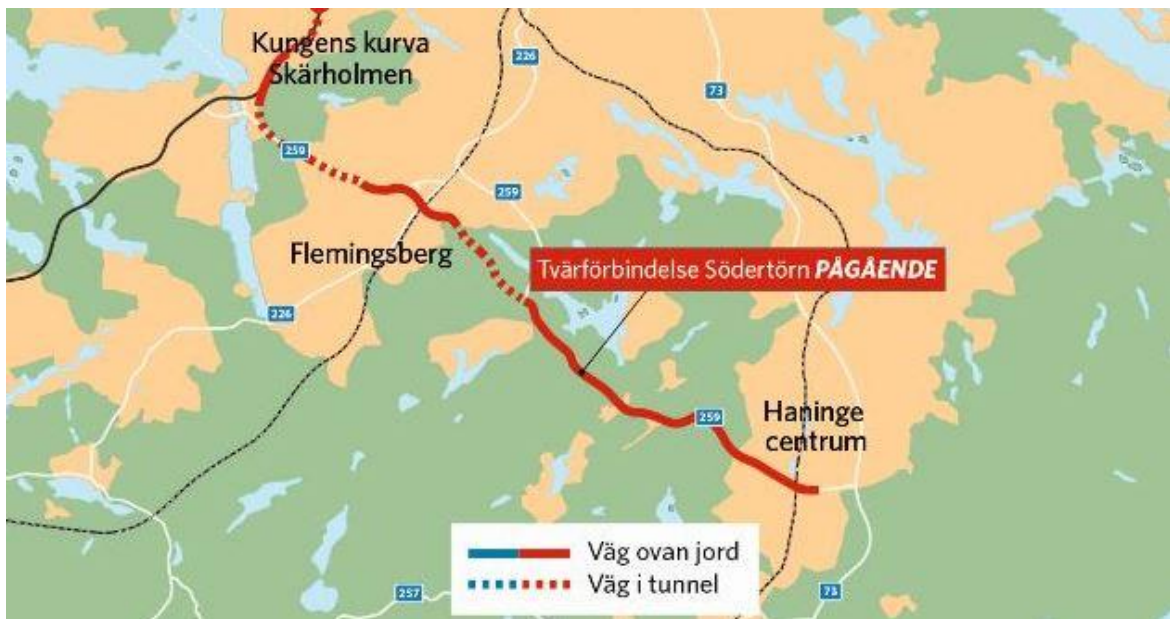 Kungens kurva
Skärholmen
226
73
259
259
Flemingsberg
Tvärförbindelse Södertörn PÅGÅENDE
226
259
Haninge
centrum
Väg ovan jord
Väg i tunnel
257
73